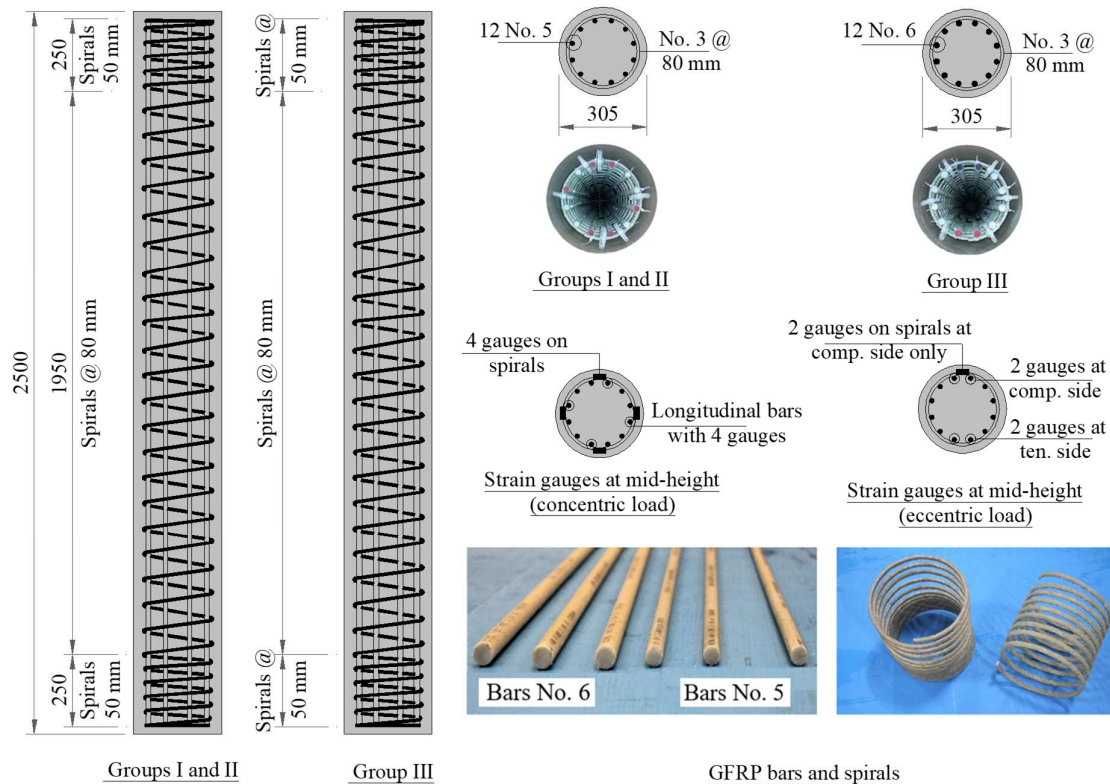 2500
250
Spirals
50 mm
1950
Spirals @ 80 mm
250
Spirals
50 mm
Groups I and II
Spirals @
50 mm
Spirals @ 80 mm
Spirals @
50 mm
Group III
12 No. 5
No. 3 @
80 mm
305
Groups I and II
12 No. 6
No. 3 @
80 mm
305
Group III
4 gauges on
spirals
Longitudinal bars
with 4 gauges
Strain gauges at mid-height
(concentric load)
2 gauges on spirals at
comp. side only
2 gauges at
comp. side
2 gauges at
ten. side
Strain gauges at mid-height
(eccentric load)
Bars No. 6
Bars No. 5
GFRP bars and spirals